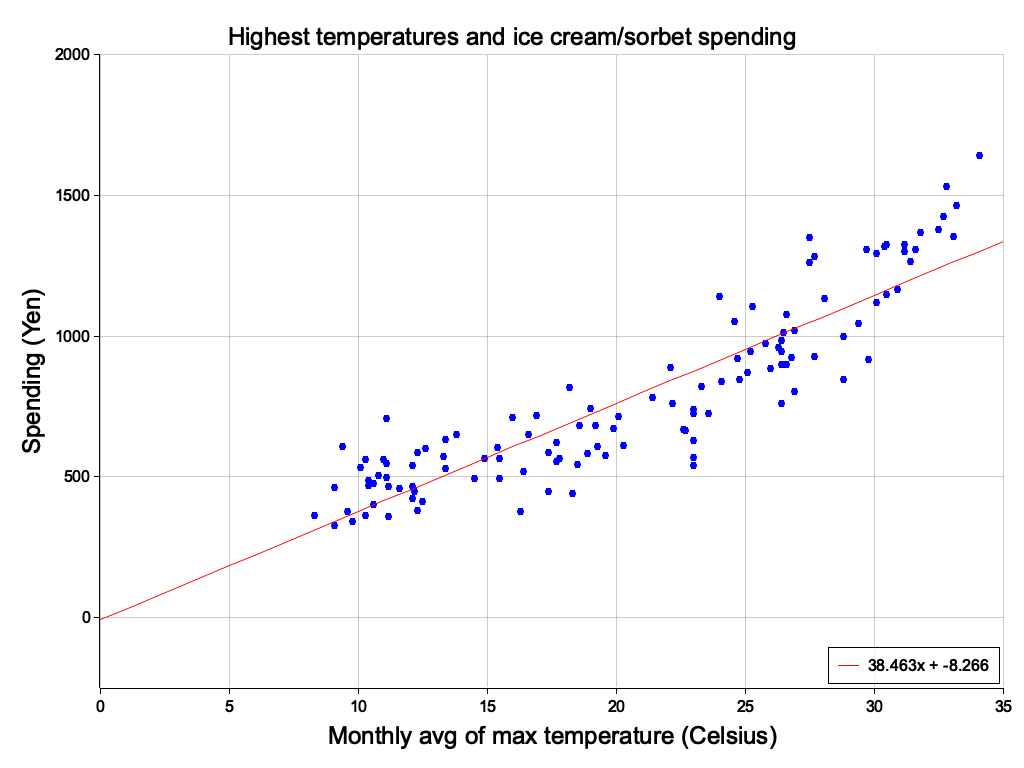 Highest temperatures and ice cream/sorbet spending
2000
1500
1000
500
0
Spending (Yen)
38.463x + -8.266
0 5 10 15 20 25 30 35
Monthly avg of max temperature (Celsius)